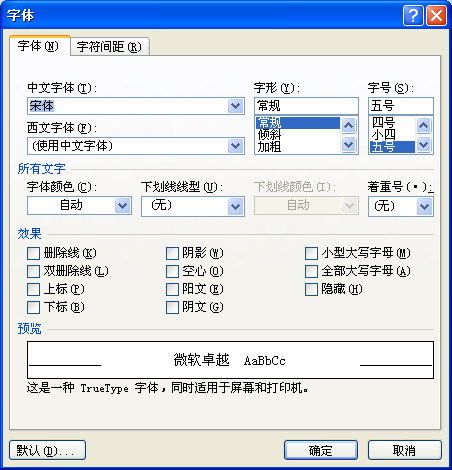 字体
字体(N) 字符间距(R)
中文字体(T): 字形(Y): 字号(S):
宋体 常规 五号
西文字体(F): 常规 四号
(使用中文字体) 倾斜 小四
加粗 五号
所有文字
字体颜色(C): 下划线线型(U): 下划线颜色(I): 着重号(·):
自动 (无) 自动 (无)
效果
删除线(K) 阴影(W) 小型大写字母(M)
双删除线(L) 空心(O) 全部大写字母(A)
上标(P) 阳文(E) 隐藏(H)
下标(B) 阴文(G)
预览
微软卓越 AaBbCc
这是一种 TrueType 字体，同时适用于屏幕和打印机。
默认(D)... 确定 取消